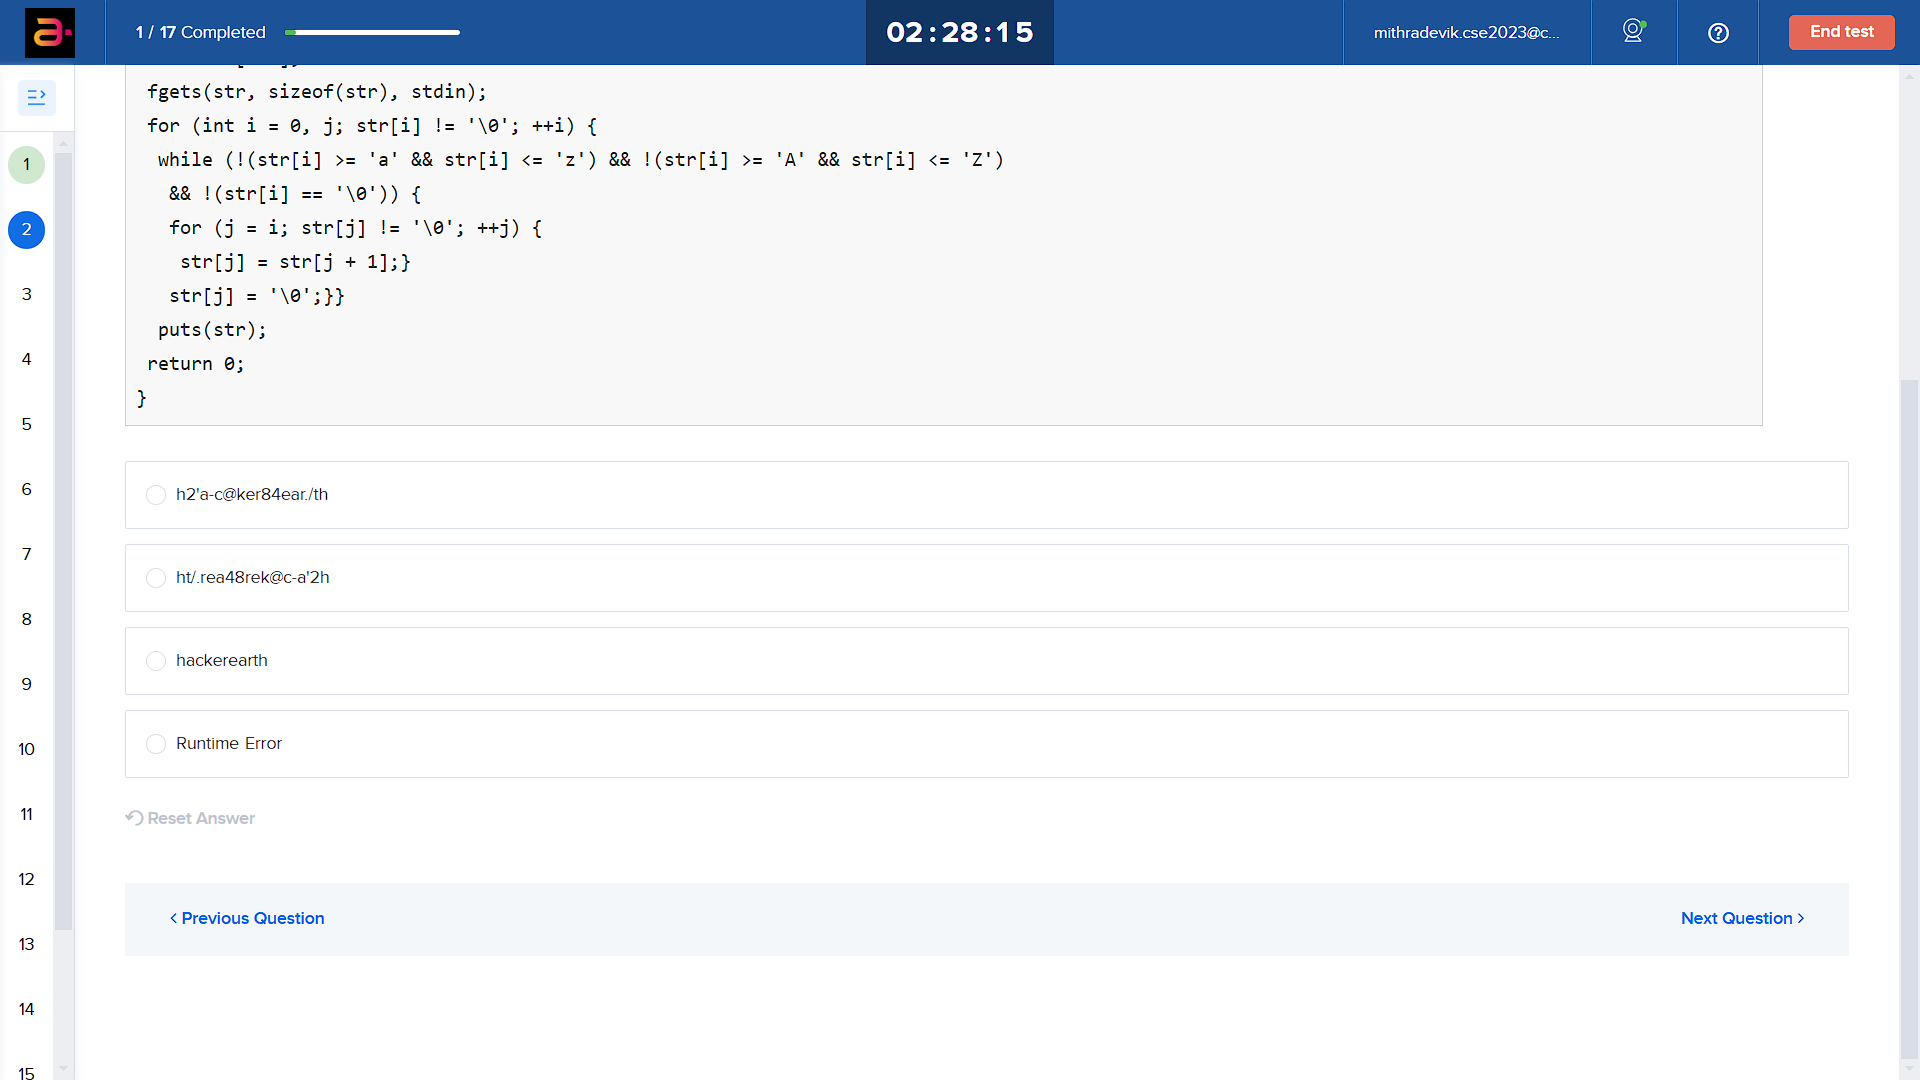 1 / 17 Completed
02:28:15
mithradevik.cse2023@c...
End test
fgets(str, sizeof(str), stdin);
for (int i = 0, j; str[i] != '\0'; ++i) {
while (!(str[i] >= 'a' && str[i] <= 'z') && !(str[i] >= 'A' && str[i] <= 'Z')
&& !(str[i] == '\0')) {
for (j = i; str[j] != '\0'; ++j) {
str[j] = str[j + 1];}
str[j] = '\0';}}
puts(str);
return 0;
}
1
2
3
4
5
6
7
8
9
10
11
12
13
14
15
h2'a-c@ker84ear./th
ht/.rea48rek@c-a'2h
hackerearth
Runtime Error
Reset Answer
< Previous Question
Next Question >